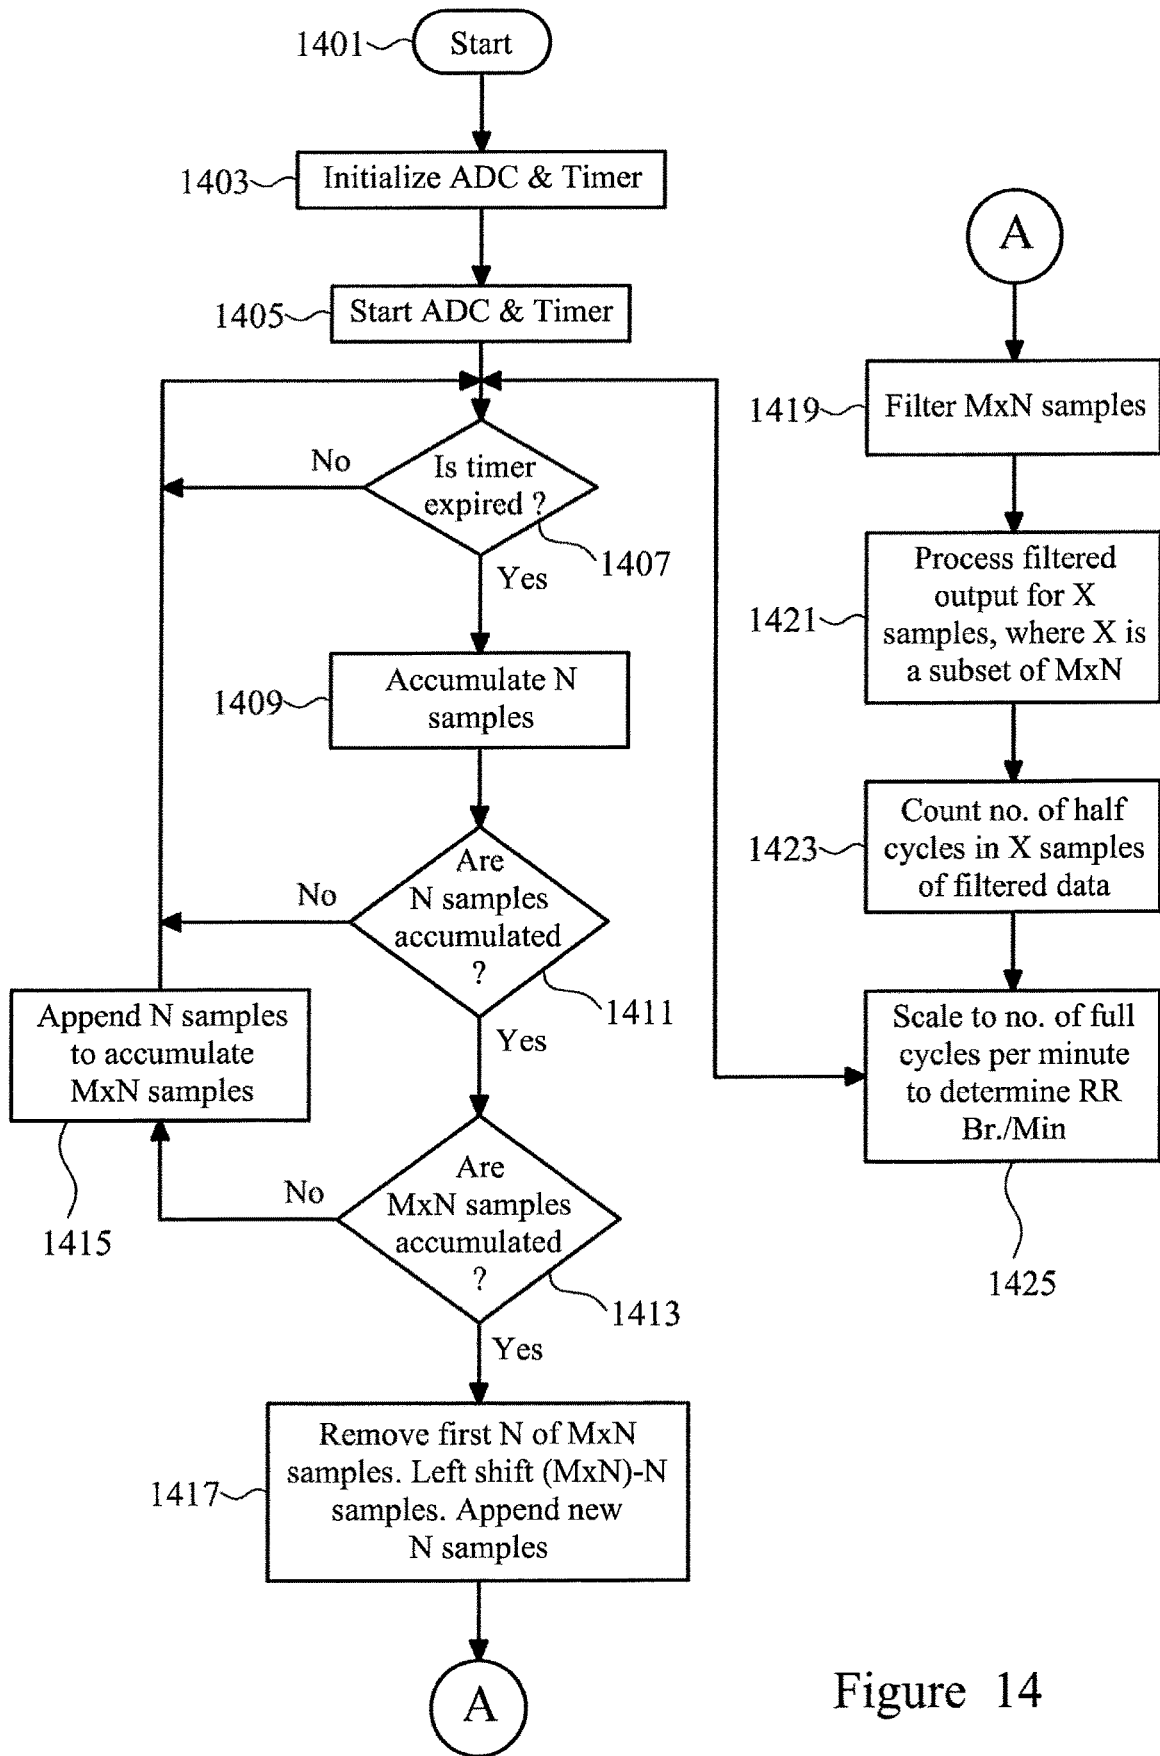 1401
Start
1403
Initialize ADC & Timer
1405
Start ADC & Timer
No
Is timer
expired ?
1407
Yes
1409
Accumulate N
samples
No
Are
N samples
accumulated
?
1411
Yes
Append N samples
to accumulate
MxN samples
1415
No
Are
MxN samples
accumulated
?
1413
Yes
1417
Remove first N of MxN
samples. Left shift (MxN)-N
samples. Append new
N samples
A
A
1419
Filter MxN samples
1421
Process filtered
output for X
samples, where X is
a subset of MxN
1423
Count no. of half
cycles in X samples
of filtered data
Scale to no. of full
cycles per minute
to determine RR
Br./Min
1425
Figure 14